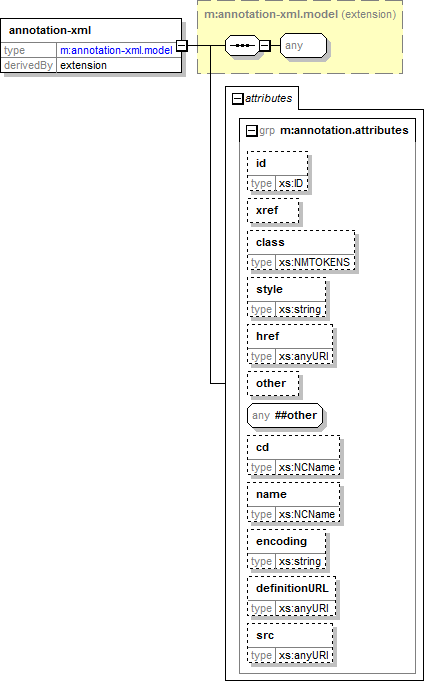 m:annotation-xml.model (extension)
annotation-xml
type m:annotation-xml.model
derivedBy extension
any
attributes
grp m:annotation.attributes
id
type xs:ID
xref
class
type xs:NMTOKENS
style
type xs:string
href
type xs:anyURI
other
any ##other
cd
type xs:NCName
name
type xs:NCName
encoding
type xs:string
definitionURL
type xs:anyURI
src
type xs:anyURI